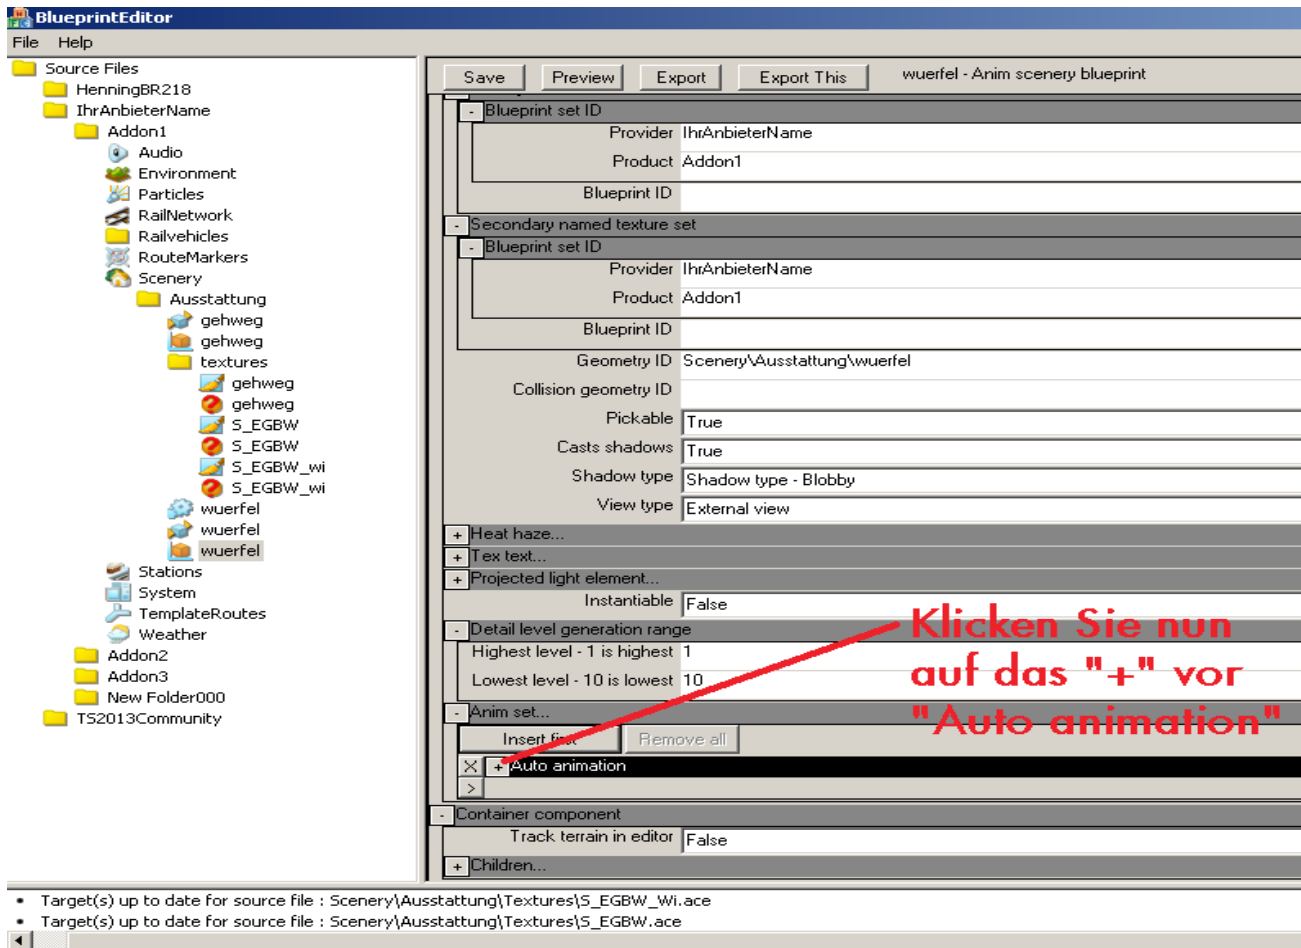 BlueprintEditor
File Help
Source Files
HenningBR218
IhrAnbieterName
Addon1
Audio
Environment
Particles
RailNetwork
Railvehicles
RouteMarkers
Scenery
Ausstattung
gehweg
gehweg
textures
gehweg
gehweg
S_EGBW
S_EGBW
S_EGBW_wi
S_EGBW_wi
wuerfel
wuerfel
wuerfel
Stations
System
TemplateRoutes
Weather
Addon2
Addon3
New Folder000
TS2013Community
Save Preview Export Export This wuerfel - Anim scenery blueprint
- Blueprint set ID
Provider IhrAnbieterName
Product Addon1
Blueprint ID
- Secondary named texture set
- Blueprint set ID
Provider IhrAnbieterName
Product Addon1
Blueprint ID
Geometry ID Scenery\Ausstattung\wuerfel
Collision geometry ID
Pickable True
Casts shadows True
Shadow type Shadow type - Blobby
View type External view
+ Heat haze...
+ Tex text...
+ Projected light element...
Instantiable False
- Detail level generation range
Highest level - 1 is highest 1
Lowest level - 10 is lowest 10
- Anim set...
Insert first Remove all
X + Auto animation
>
- Container component
Track terrain in editor False
+ Children...
Klicken Sie nun
auf das "+" vor
"Auto animation"
• Target(s) up to date for source file : Scenery\Ausstattung\Textures\S_EGBW_Wi.ace
• Target(s) up to date for source file : Scenery\Ausstattung\Textures\S_EGBW.ace